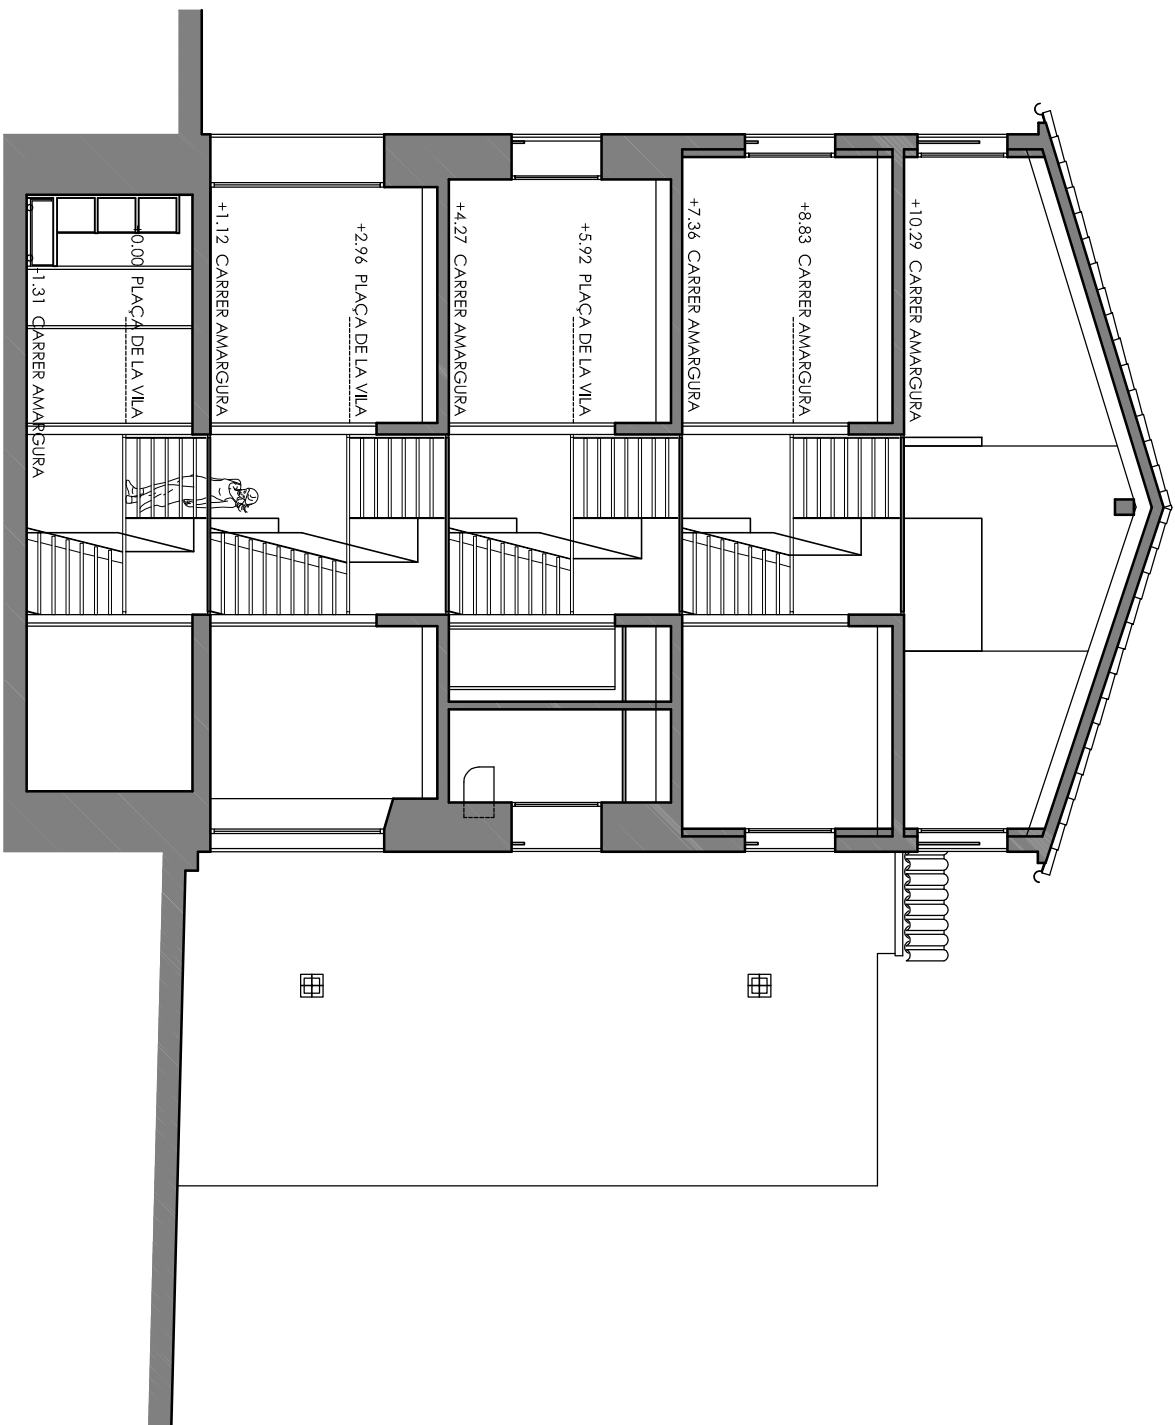 +10.29 CARRER AMARGURA
+8.83 CARRER AMARGURA
+7.36 CARRER AMARGURA
+5.92 PLAÇA DE LA VILA
+4.27 CARRER AMARGURA
+2.96 PLAÇA DE LA VILA
+1.12 CARRER AMARGURA
+0.00 PLAÇA DE LA VILA
-1.31 CARRER AMARGURA